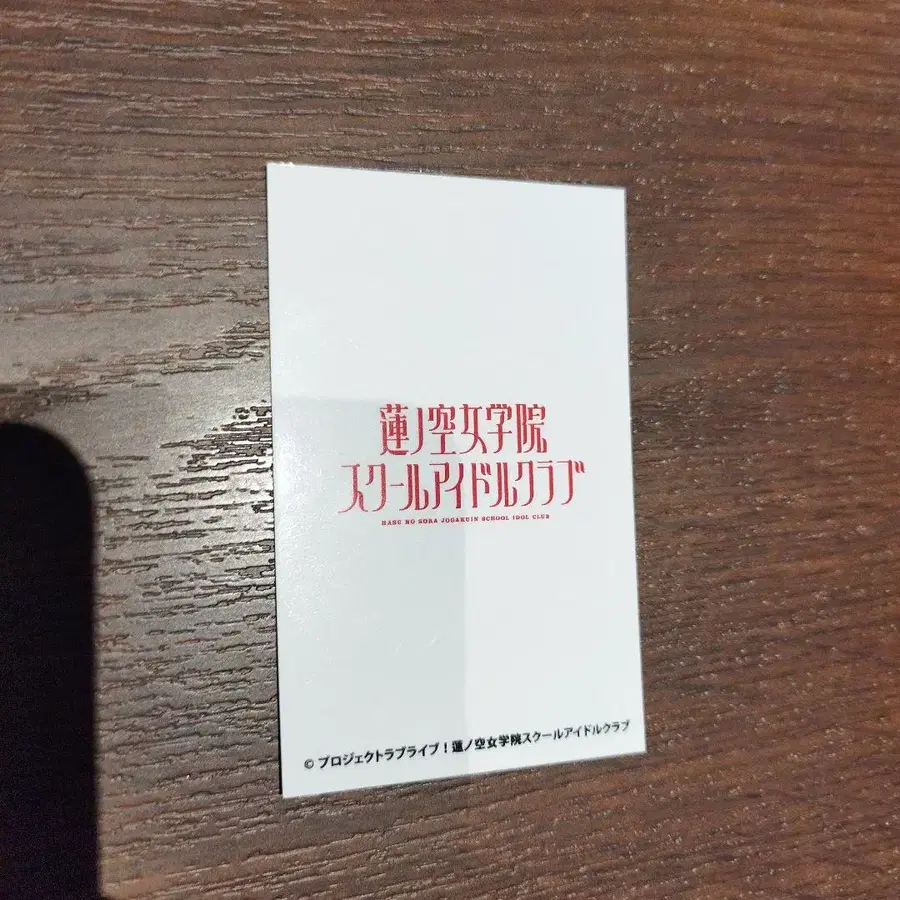 蓮ノ空女学院
スクールアイドルクラブ
HASU NO SORA JOGAKUIN SCHOOL IDOL CLUB
© プロジェクトラブライブ！蓮ノ空女学院スクールアイドルクラブ